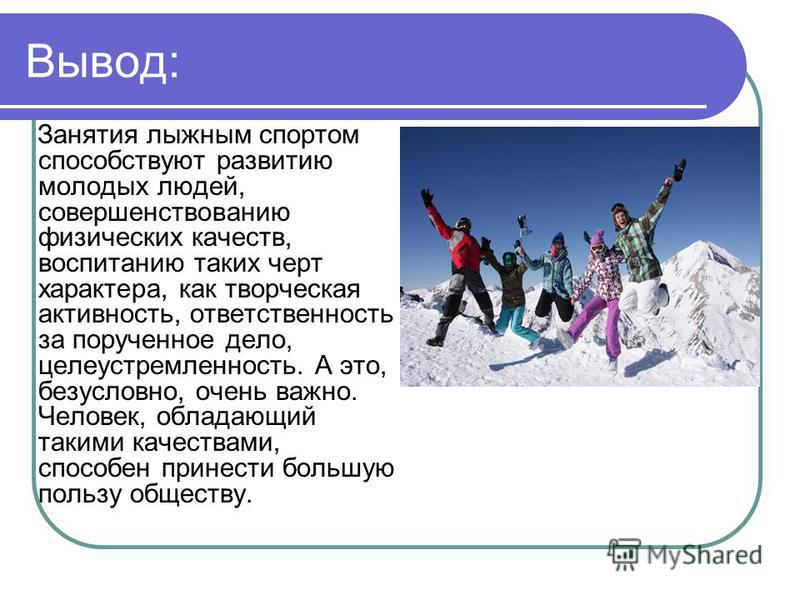 Вывод:
Занятия лыжным спортом
способствуют развитию
молодых людей,
совершенствованию
физических качеств,
воспитанию таких черт
характера, как творческая
активность, ответственность
за порученное дело,
целеустремленность. А это,
безусловно, очень важно.
Человек, обладающий
такими качествами,
способен принести большую
пользу обществу.
MyShared